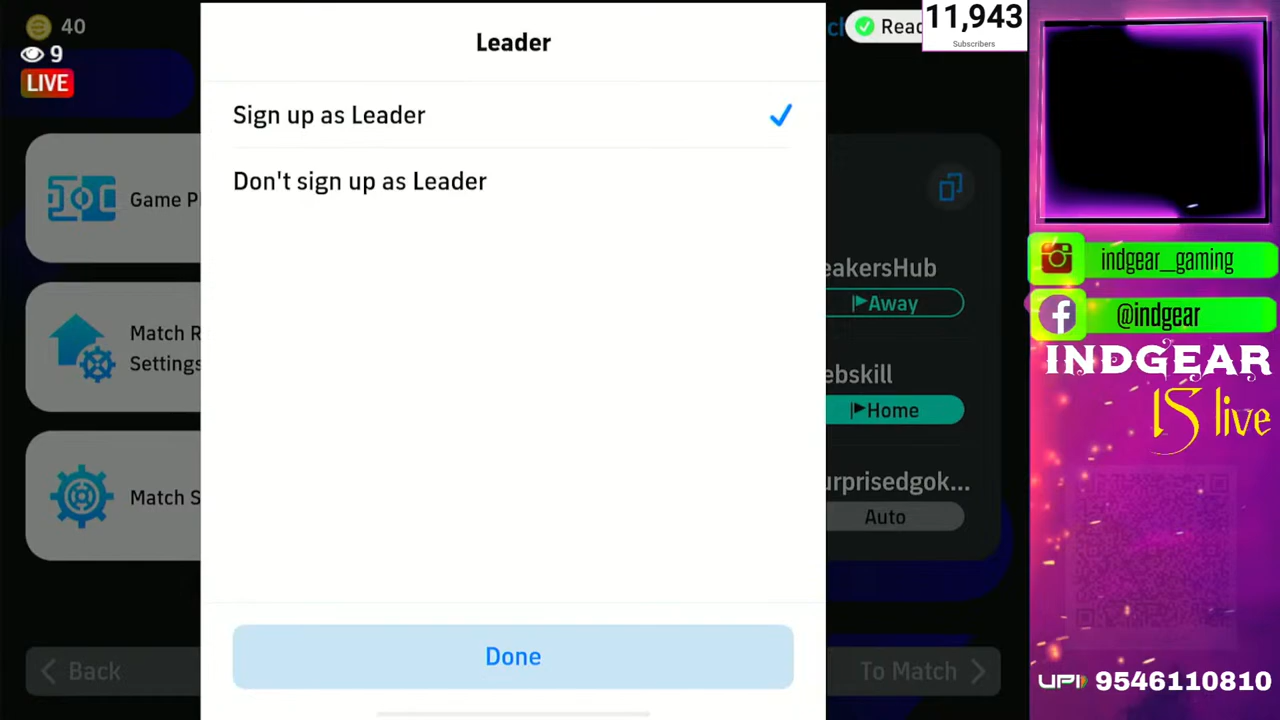 40
9
LIVE
Game P
Match R
Settings
Match S
Back
Leader
Sign up as Leader
Don't sign up as Leader
Done
Read
eakersHub
Away
ebskill
Home
urprisedgok...
Auto
To Match
11,943
Subscribers
indgear_gaming
@indgear
INDGEAR
IS live
UPI 9546110810